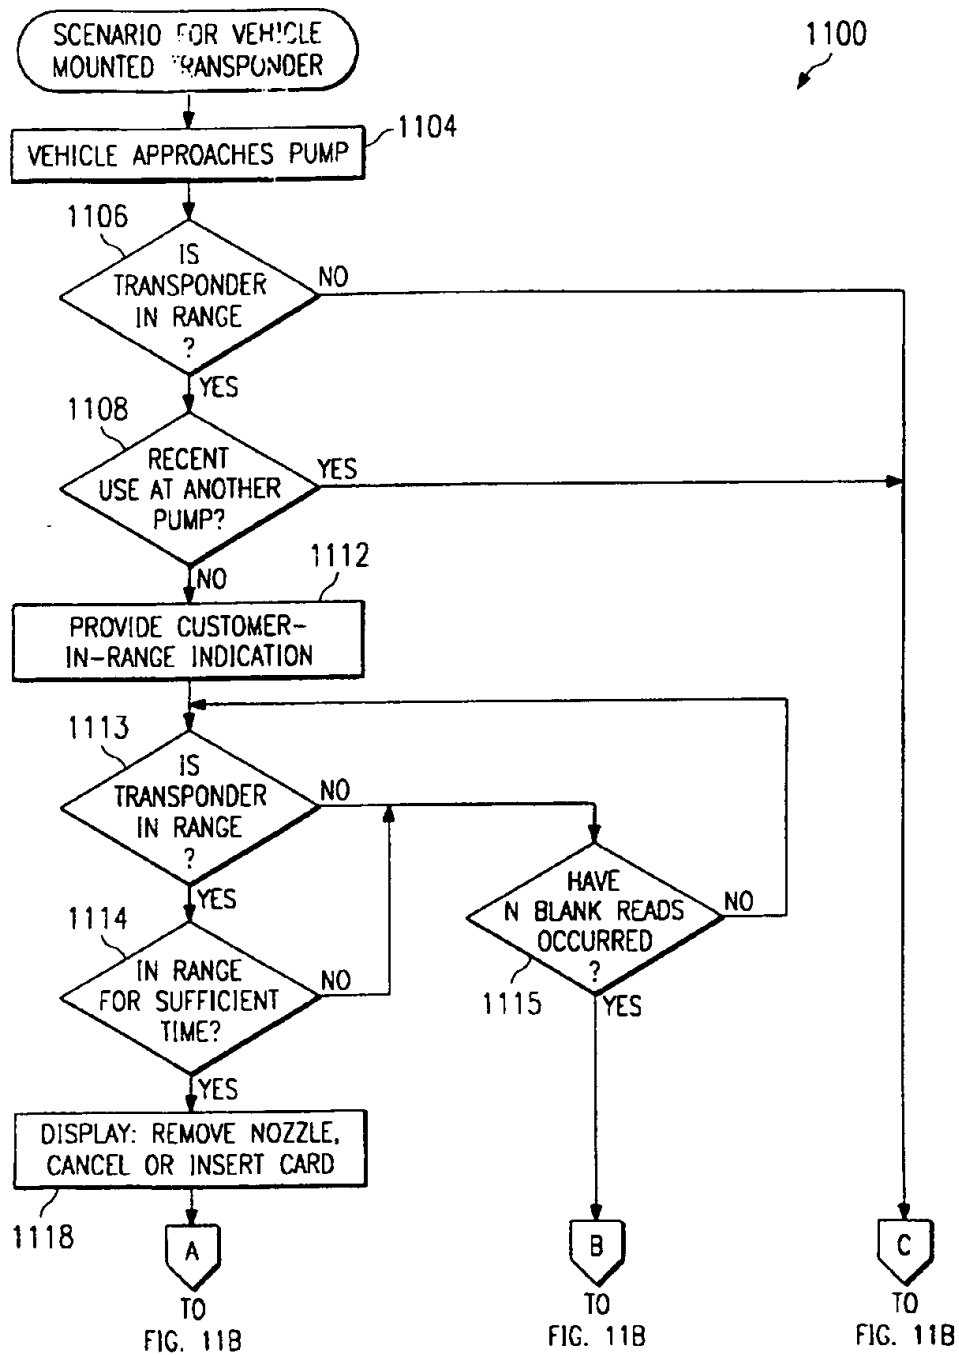 SCENARIO FOR VEHICLE
MOUNTED TRANSPONDER
1100
1104
VEHICLE APPROACHES PUMP
1106
IS
TRANSPONDER
IN RANGE
?
NO
YES
1108
RECENT
USE AT ANOTHER
PUMP?
YES
NO
1112
PROVIDE CUSTOMER-
IN-RANGE INDICATION
1113
IS
TRANSPONDER
IN RANGE
?
NO
YES
1114
IN RANGE
FOR SUFFICIENT
TIME?
NO
YES
HAVE
N BLANK READS
OCCURRED
?
NO
1115
YES
DISPLAY: REMOVE NOZZLE,
CANCEL OR INSERT CARD
1118
A
TO
FIG. 11B
B
TO
FIG. 11B
C
TO
FIG. 11B